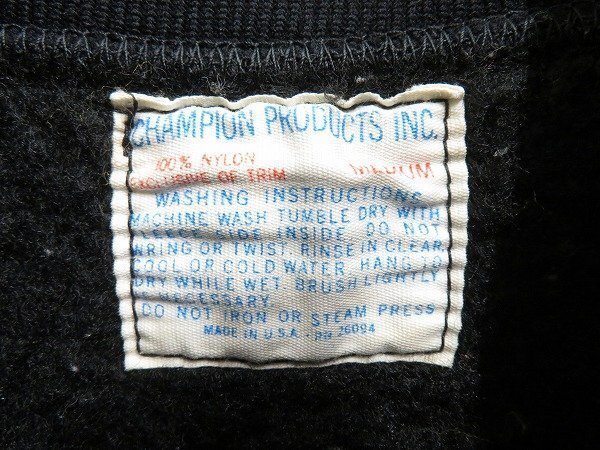 CHAMPION PRODUCTS INC.
100% NYLON MEDIUM
EXCLUSIVE OF TRIM
WASHING INSTRUCTIONS
MACHINE WASH TUMBLE DRY WITH
FLEECE SIDE INSIDE. DO NOT
WRING OR TWIST. RINSE IN CLEAR
COOL OR COLD WATER. HANG TO
DRY WHILE WET. BRUSH LIGHTLY
IF NECESSARY.
DO NOT IRON OR STEAM PRESS
MADE IN U.S.A. - RN 26094